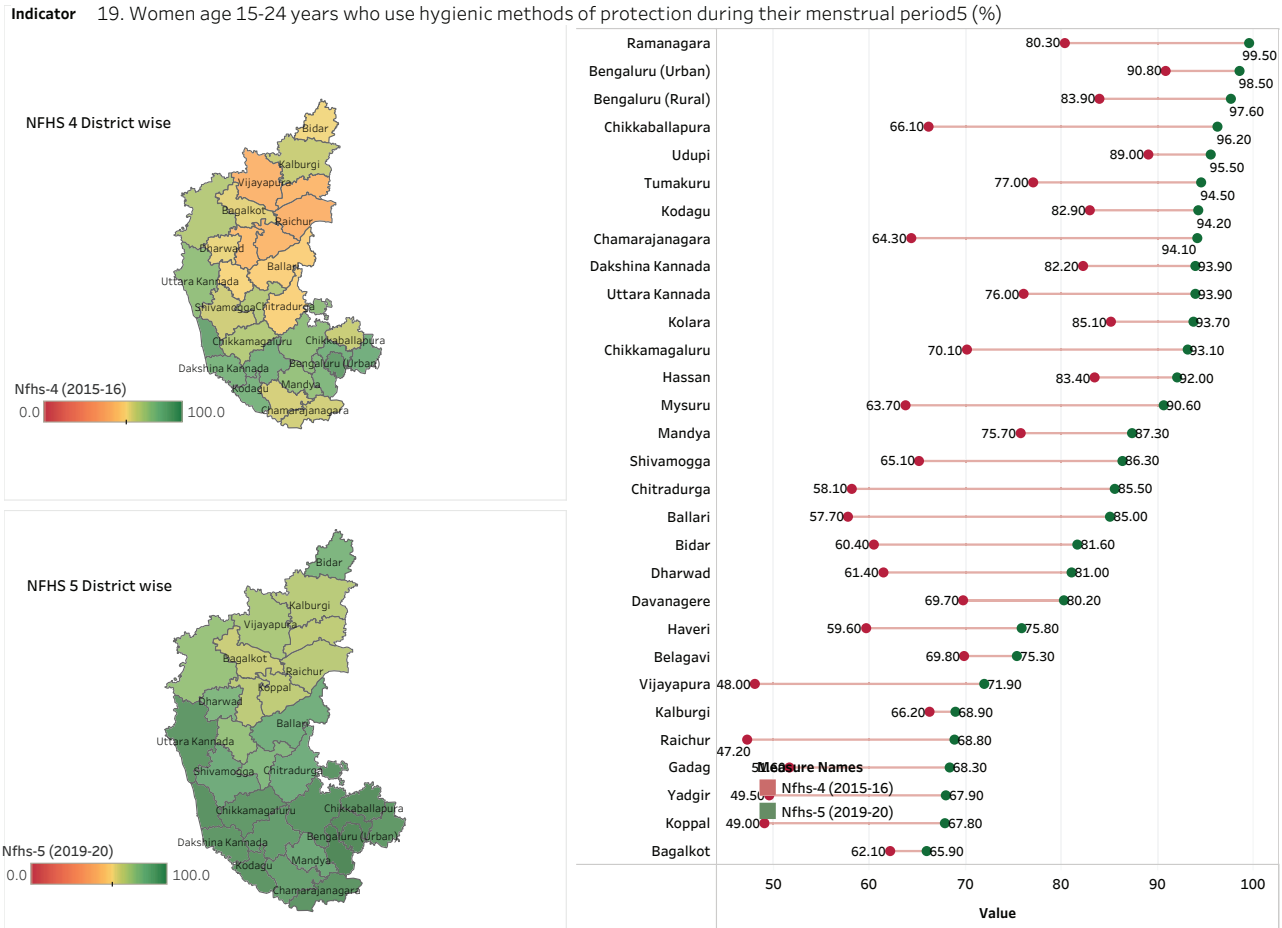 Indicator 19. Women age 15-24 years who use hygienic methods of protection during their menstrual period5 (%)
NFHS 4 District wise
Bidar
Kalburgi
Vijayapura
Bagalkot
Raichur
Dharwad
Ballari
Uttara Kannada
Shivamogga
Chitradurga
Chikkamagaluru
Chikkaballapura
Dakshina Kannada
Bengaluru (Urban)
Kodagu
Mandya
Chamarajanagara
Nfhs-4 (2015-16)
0.0 100.0
NFHS 5 District wise
Bidar
Kalburgi
Vijayapura
Bagalkot
Raichur
Koppal
Dharwad
Ballari
Uttara Kannada
Shivamogga
Chitradurga
Chikkamagaluru
Chikkaballapura
Dakshina Kannada
Bengaluru (Urban)
Mandya
Kodagu
Chamarajanagara
Nfhs-5 (2019-20)
0.0 100.0
Ramanagara 80.30 99.50
Bengaluru (Urban) 90.80 98.50
Bengaluru (Rural) 83.90 97.60
Chikkaballapura 66.10 96.20
Udupi 89.00 95.50
Tumakuru 77.00 94.50
Kodagu 82.90 94.20
Chamarajanagara 64.30 94.10
Dakshina Kannada 82.20 93.90
Uttara Kannada 76.00 93.90
Kolara 85.10 93.70
Chikkamagaluru 70.10 93.10
Hassan 83.40 92.00
Mysuru 63.70 90.60
Mandya 75.70 87.30
Shivamogga 65.10 86.30
Chitradurga 58.10 85.50
Ballari 57.70 85.00
Bidar 60.40 81.60
Dharwad 61.40 81.00
Davanagere 69.70 80.20
Haveri 59.60 75.80
Belagavi 69.80 75.30
Vijayapura 48.00 71.90
Kalburgi 66.20 68.90
Raichur 47.20 68.80
Gadag 68.30
Measure Names
Nfhs-4 (2015-16)
Yadgir 49.50 67.90
Nfhs-5 (2019-20)
Koppal 49.00 67.80
Bagalkot 62.10 65.90
50 60 70 80 90 100
Value